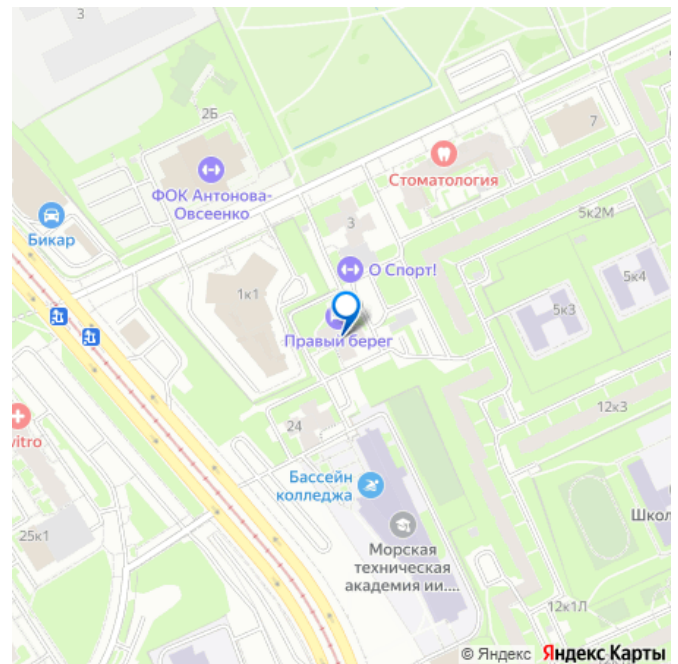 3
2Б
7
ФОК Антонова-
Овсеенко
Стоматология
Бикар
3
5к2М
О Спорт!
1к1
5к4
5к3
Правый берег
12к3
vitro
24
Бассейн
колледжа
Школ
25к1
Морская
техническая
академия им....
12к1Л
© Яндекс Яндекс Карты